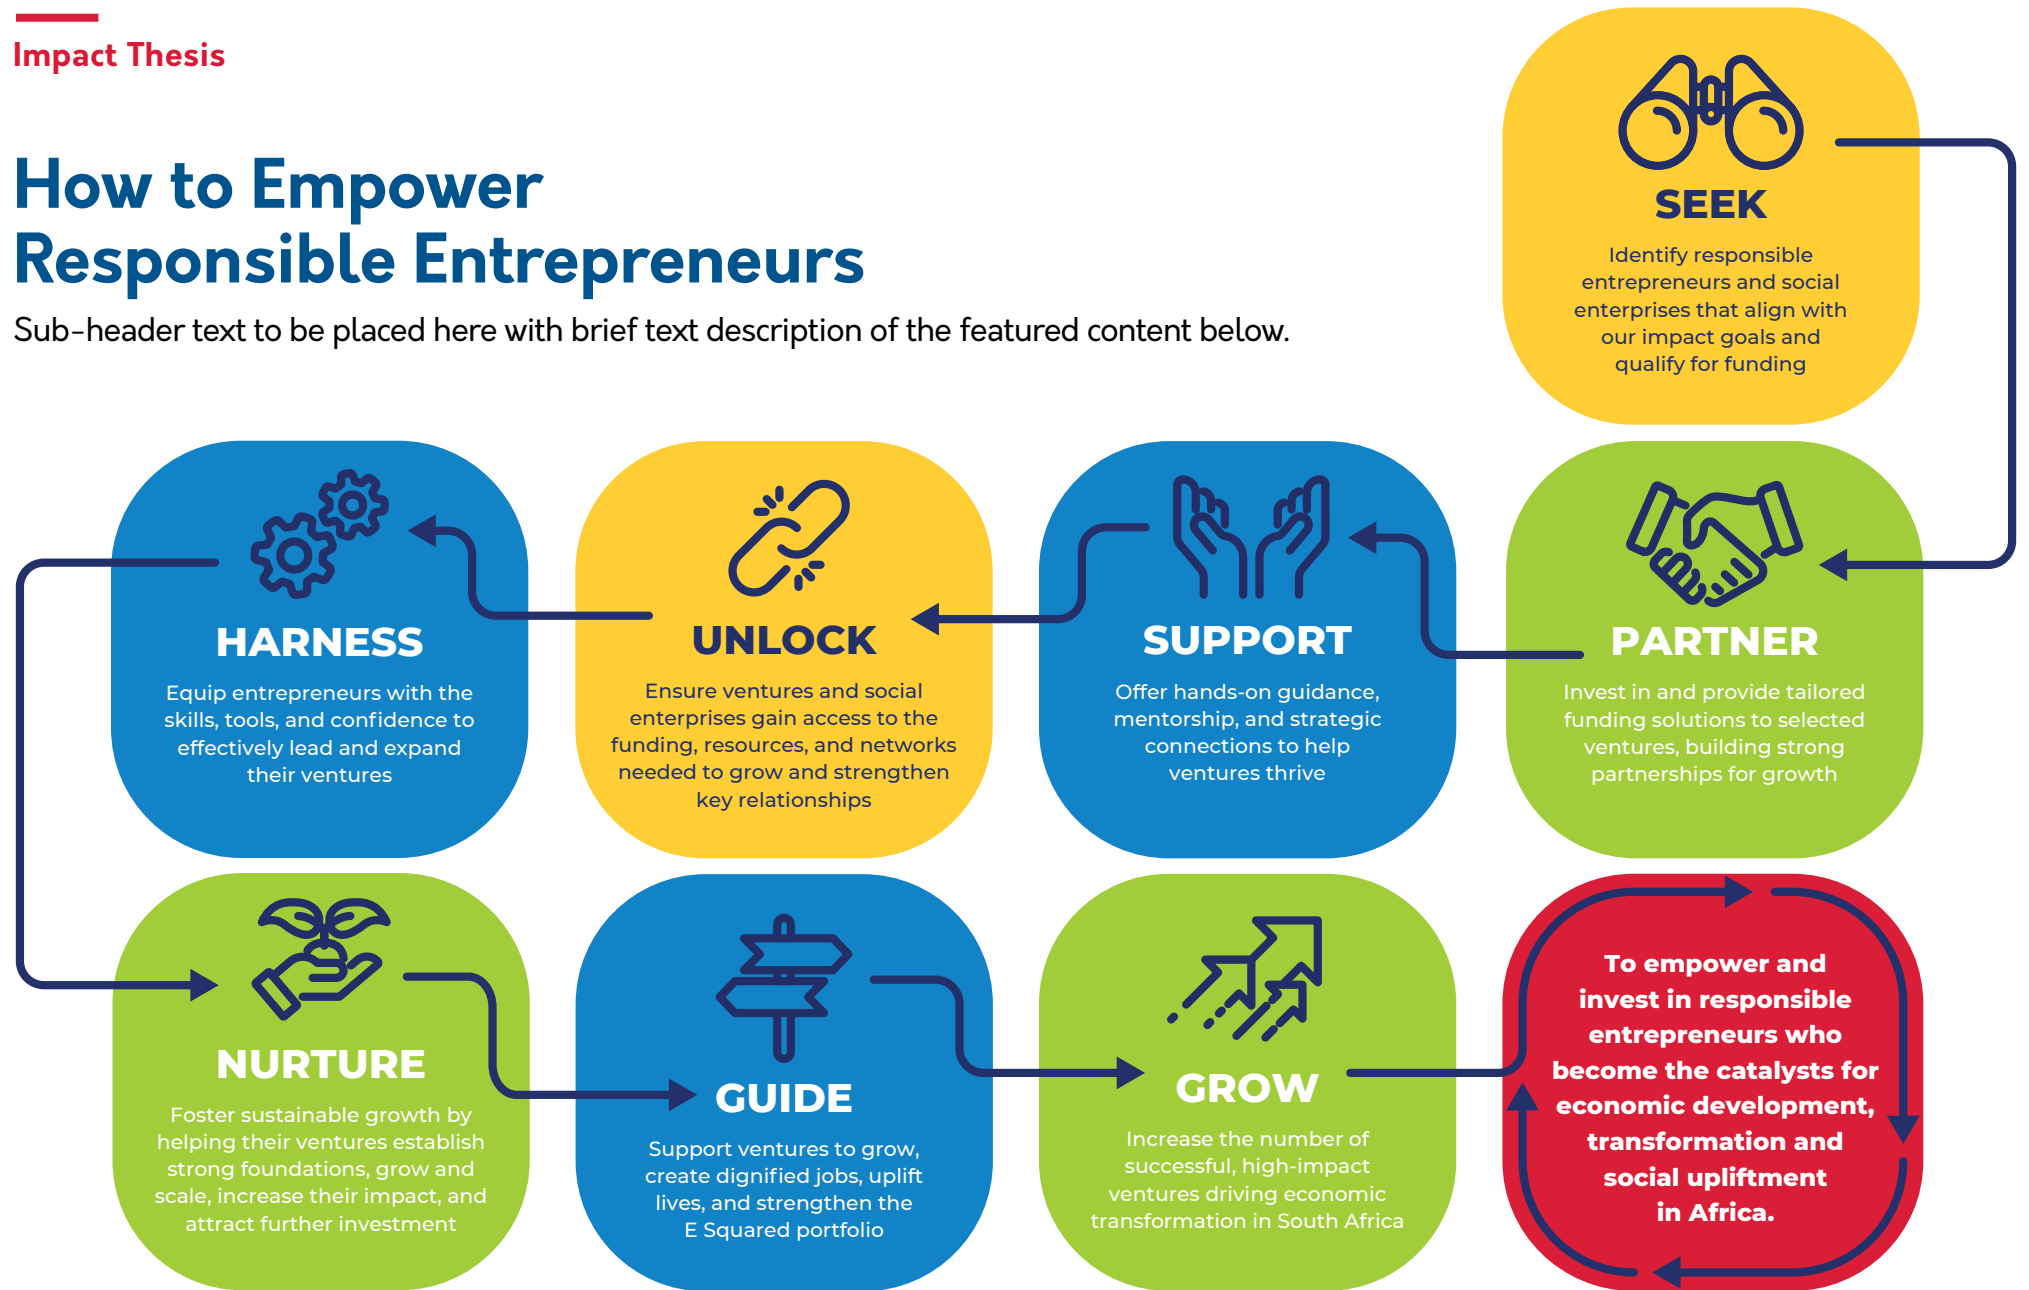 Impact Thesis
How to Empower
Responsible Entrepreneurs
Sub-header text to be placed here with brief text description of the featured content below.
SEEK
Identify responsible
entrepreneurs and social
enterprises that align with
our impact goals and
qualify for funding
PARTNER
Invest in and provide tailored
funding solutions to selected
ventures, building strong
partnerships for growth
SUPPORT
Offer hands-on guidance,
mentorship, and strategic
connections to help
ventures thrive
UNLOCK
Ensure ventures and social
enterprises gain access to the
funding, resources, and networks
needed to grow and strengthen
key relationships
HARNESS
Equip entrepreneurs with the
skills, tools, and confidence to
effectively lead and expand
their ventures
NURTURE
Foster sustainable growth by
helping their ventures establish
strong foundations, grow and
scale, increase their impact, and
attract further investment
GUIDE
Support ventures to grow,
create dignified jobs, uplift
lives, and strengthen the
E Squared portfolio
GROW
Increase the number of
successful, high-impact
ventures driving economic
transformation in South Africa
To empower and
invest in responsible
entrepreneurs who
become the catalysts for
economic development,
transformation and
social upliftment
in Africa.